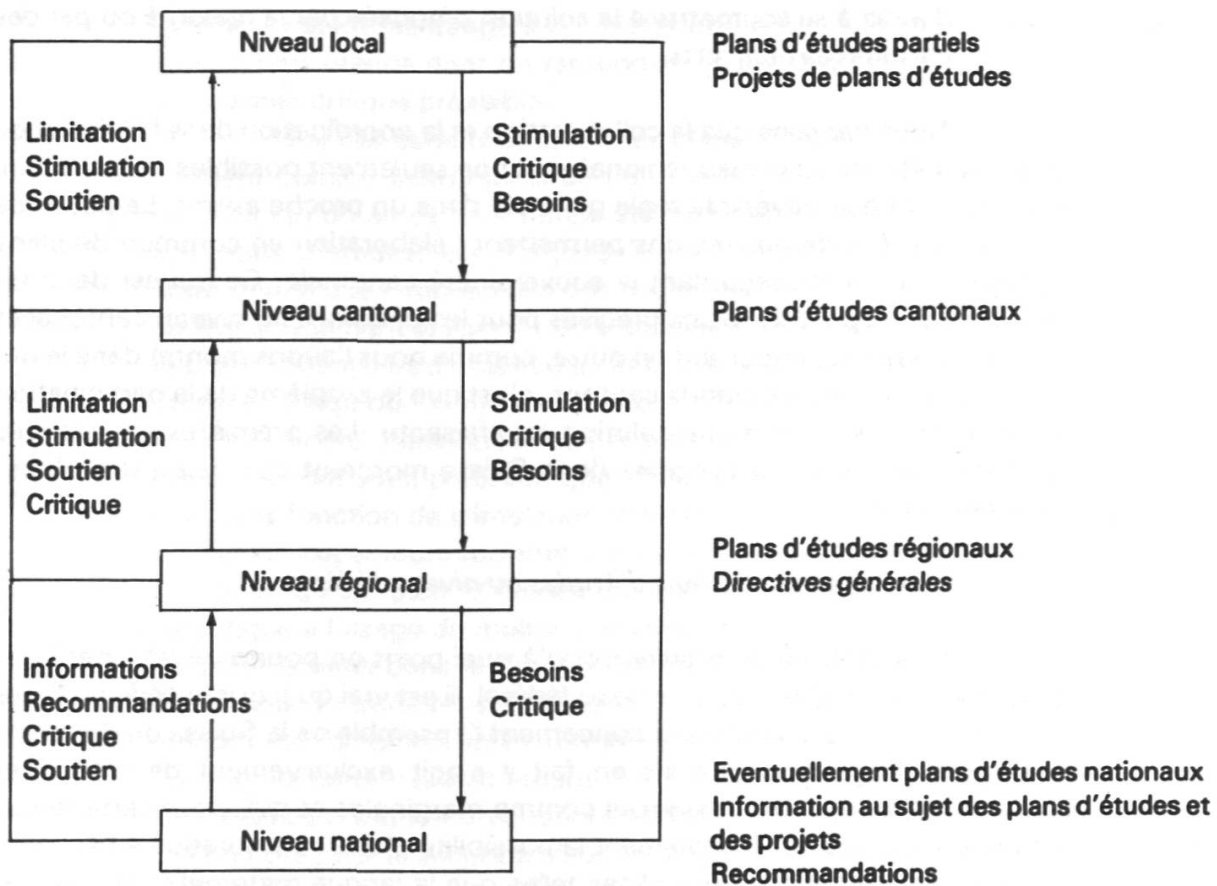 Niveau local
Plans d'études partiels
Projets de plans d'études
Limitation
Stimulation
Soutien
Stimulation
Critique
Besoins
Niveau cantonal
Plans d'études cantonaux
Limitation
Stimulation
Soutien
Critique
Stimulation
Critique
Besoins
Niveau régional
Plans d'études régionaux
Directives générales
Informations
Recommandations
Critique
Soutien
Besoins
Critique
Niveau national
Eventuellement plans d'études nationaux
Information au sujet des plans d'études et
des projets
Recommandations